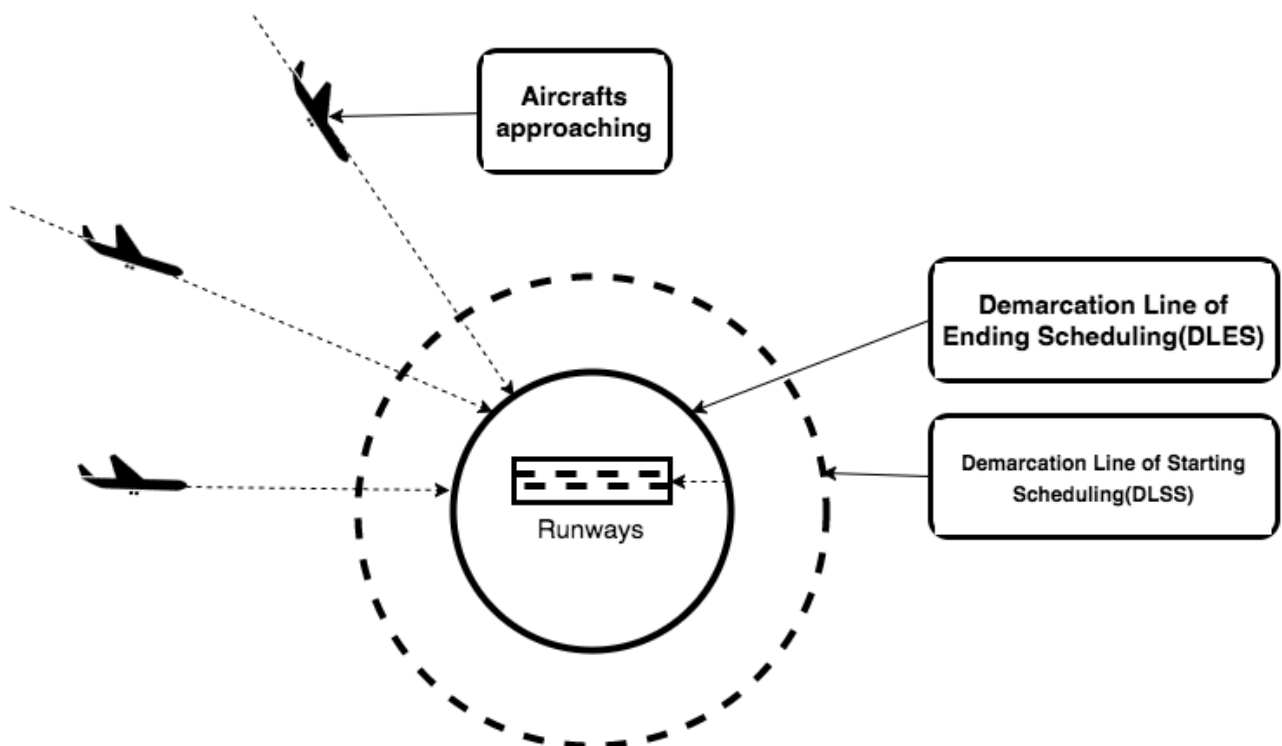 Aircrafts
approaching
Demarcation Line of
Ending Scheduling(DLES)
Demarcation Line of Starting
Scheduling(DLSS)
Runways